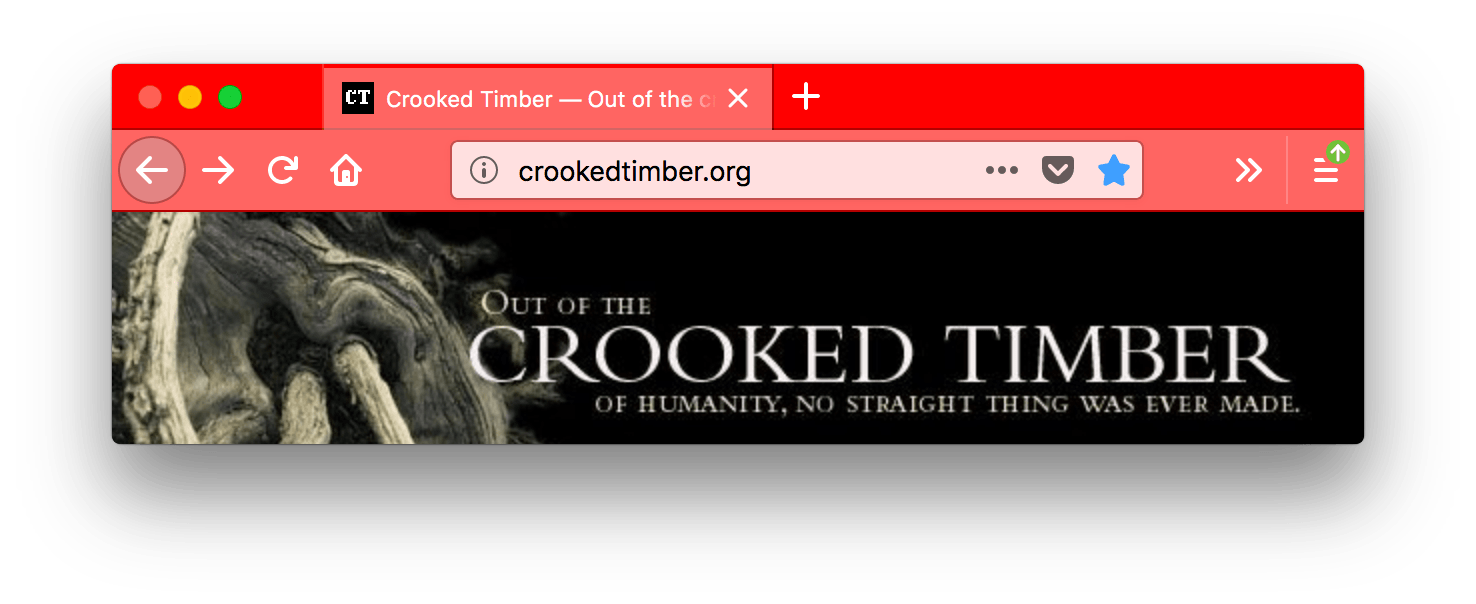 CT Crooked Timber — Out of the
crookedtimber.org
OUT OF THE
CROOKED TIMBER
OF HUMANITY, NO STRAIGHT THING WAS EVER MADE.